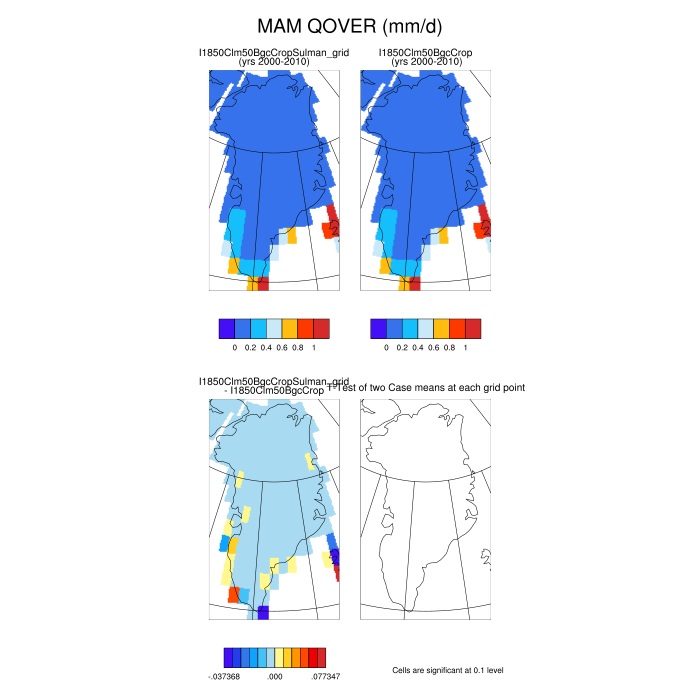 MAM QOVER (mm/d)
I1850Clm50BgcCropSulman_grid
(yrs 2000-2010)
I1850Clm50BgcCrop
(yrs 2000-2010)
0 0.2 0.4 0.6 0.8 1
0 0.2 0.4 0.6 0.8 1
I1850Clm50BgcCropSulman_grid
- I1850Clm50BgcCrop
T-Test of two Case means at each grid point
-.037368 .000 .077347
Cells are significant at 0.1 level